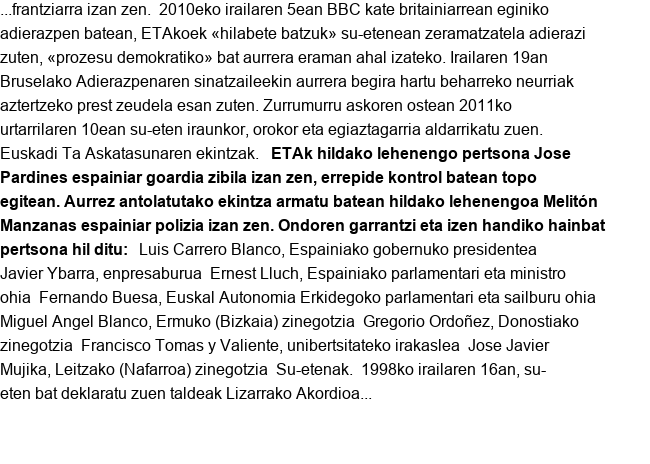 ...frantziarra izan zen.  2010eko irailaren 5ean BBC kate britainiarrean eginiko
adierazpen batean, ETAkoek «hilabete batzuk» su-etenean zeramatzatela adierazi
zuten, «prozesu demokratiko» bat aurrera eraman ahal izateko. Irailaren 19an
Bruselako Adierazpenaren sinatzaileekin aurrera begira hartu beharreko neurriak
aztertzeko prest zeudela esan zuten. Zurrumurru askoren ostean 2011ko
urtarrilaren 10ean su-eten iraunkor, orokor eta egiaztagarria aldarrikatu zuen.
Euskadi Ta Askatasunaren ekintzak.   ETAk hildako lehenengo pertsona Jose
Pardines espainiar goardia zibila izan zen, errepide kontrol batean topo
egitean. Aurrez antolatutako ekintza armatu batean hildako lehenengoa Melitón
Manzanas espainiar polizia izan zen. Ondoren garrantzi eta izen handiko hainbat
pertsona hil ditu:   Luis Carrero Blanco, Espainiako gobernuko presidentea
Javier Ybarra, enpresaburua  Ernest Lluch, Espainiako parlamentari eta ministro
ohia  Fernando Buesa, Euskal Autonomia Erkidegoko parlamentari eta sailburu ohia
Miguel Angel Blanco, Ermuko (Bizkaia) zinegotzia  Gregorio Ordoñez, Donostiako
zinegotzia  Francisco Tomas y Valiente, unibertsitateko irakaslea  Jose Javier
Mujika, Leitzako (Nafarroa) zinegotzia  Su-etenak.  1998ko irailaren 16an, su-
eten bat deklaratu zuen taldeak Lizarrako Akordioa...